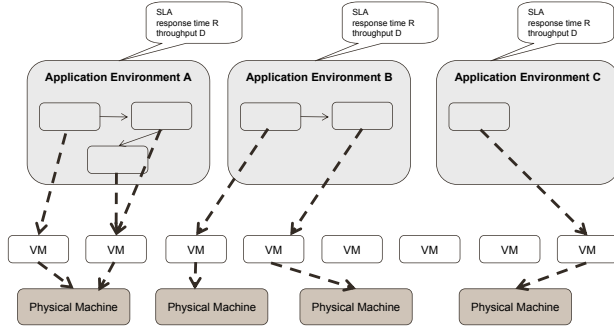 SLA
response time R
throughput D
SLA
response time R
throughput D
SLA
response time R
throughput D
Application Environment A
Application Environment B
Application Environment C
VM
VM
VM
VM
VM
VM
VM
VM
Physical Machine
Physical Machine
Physical Machine
Physical Machine